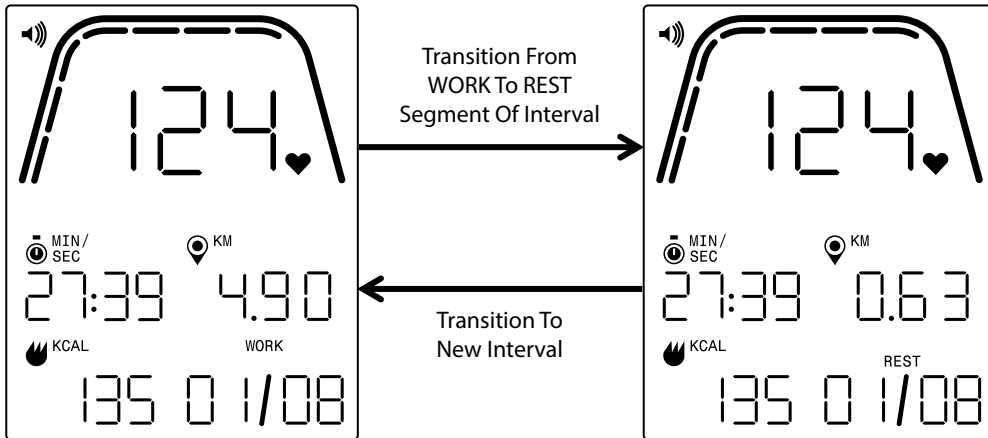 124
MIN/
SEC
KM
27:39
4.90
KCAL
WORK
135
01/08
Transition From
WORK To REST
Segment Of Interval
Transition To
New Interval
124
MIN/
SEC
KM
27:39
0.63
KCAL
REST
135
01/08